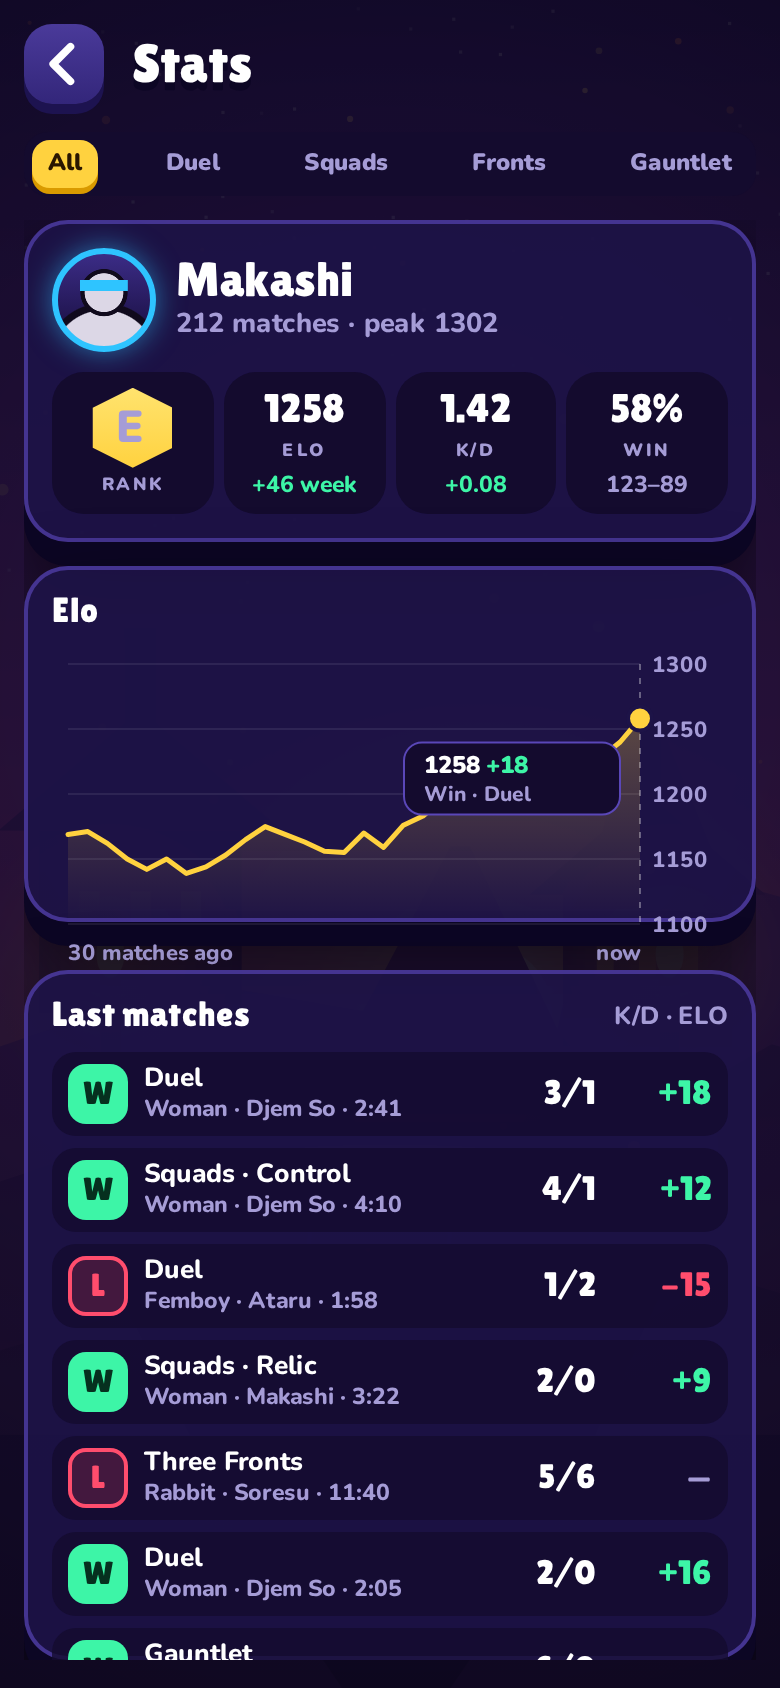 Stats
All Duel Squads Fronts Gauntlet
Makashi
212 matches · peak 1302
E
RANK
1258
ELO
+46 week
1.42
K/D
+0.08
58%
WIN
123–89
Elo
1300
1250
1258 +18
Win · Duel
1200
1150
1100
30 matches ago now
Last matches K/D · ELO
W Duel 3/1 +18
Woman · Djem So · 2:41
W Squads · Control 4/1 +12
Woman · Djem So · 4:10
L Duel 1/2 –15
Femboy · Ataru · 1:58
W Squads · Relic 2/0 +9
Woman · Makashi · 3:22
L Three Fronts 5/6 –
Rabbit · Soresu · 11:40
W Duel 2/0 +16
Woman · Djem So · 2:05
Gauntlet